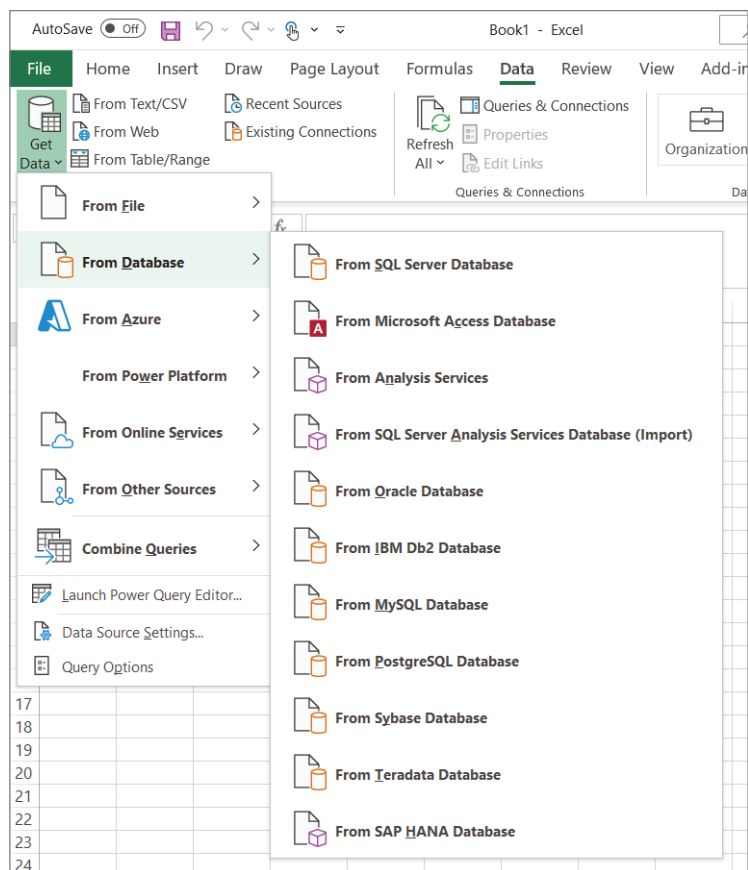 AutoSave Off Book1 - Excel
File Home Insert Draw Page Layout Formulas Data Review View Add-in
Get Data
From Text/CSV
From Web
From Table/Range
Recent Sources
Existing Connections
Refresh All
Queries & Connections
Properties
Edit Links
Queries & Connections
Organization
Da
fx
From File
From Database
From Azure
From Power Platform
From Online Services
From Other Sources
Combine Queries
Launch Power Query Editor...
Data Source Settings...
Query Options
From SQL Server Database
From Microsoft Access Database
From Analysis Services
From SQL Server Analysis Services Database (Import)
From Oracle Database
From IBM Db2 Database
From MySQL Database
From PostgreSQL Database
From Sybase Database
From Teradata Database
From SAP HANA Database
17
18
19
20
21
22
23
24